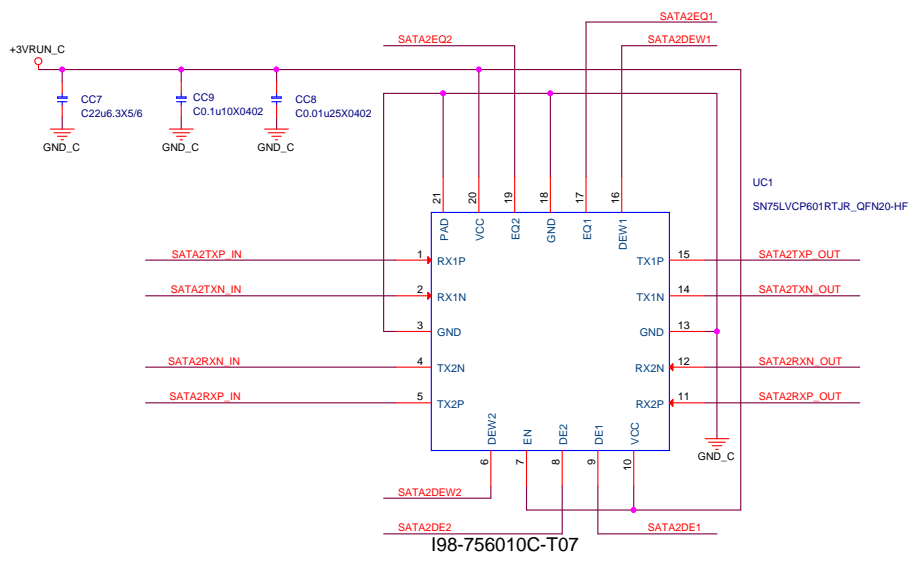 SATA2EQ1
SATA2EQ2
SATA2DEW1
+3VRUN_C
CC7
C22u6.3X5/6
CC9
C0.1u10X0402
CC8
C0.01u25X0402
GND_C
GND_C
GND_C
UC1
SN75LVCP601RTJR_QFN20-HF
21
20
19
18
17
16
PAD
VCC
EQ2
GND
EQ1
DEW1
SATA2TXP_IN
1
RX1P
TX1P
15
SATA2TXP_OUT
SATA2TXN_IN
2
RX1N
TX1N
14
SATA2TXN_OUT
3
GND
GND
13
SATA2RXN_IN
4
TX2N
RX2N
12
SATA2RXN_OUT
SATA2RXP_IN
5
TX2P
RX2P
11
SATA2RXP_OUT
DEW2
EN
DE2
DE1
VCC
GND_C
6
7
8
9
10
SATA2DEW2
SATA2DE2
SATA2DE1
I98-756010C-T07